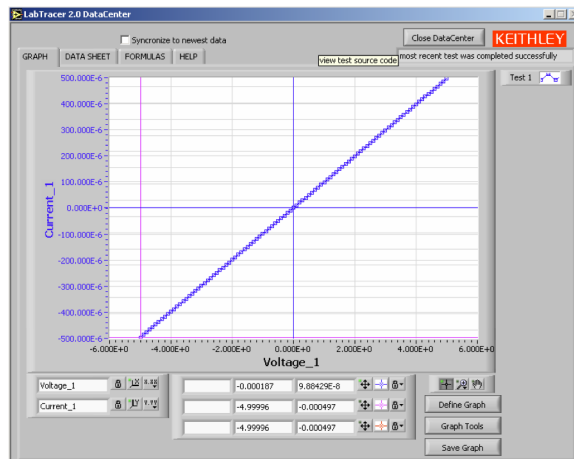 LabTracer 2.0 DataCenter
Syncronize to newest data
Close DataCenter
KEITHLEY
GRAPH DATA SHEET FORMULAS HELP
view test source code
most recent test was completed successfully
Test 1
500.000E-6
400.000E-6
300.000E-6
200.000E-6
100.000E-6
0.000E+0
-100.000E-6
-200.000E-6
-300.000E-6
-400.000E-6
-500.000E-6
Current_1
-6.000E+0 -4.000E+0 -2.000E+0 0.000E+0 2.000E+0 4.000E+0 6.000E+0
Voltage_1
Voltage_1
Current_1
-0.000187 9.88429E-8
-4.99996 -0.000497
-4.99996 -0.000497
Define Graph
Graph Tools
Save Graph